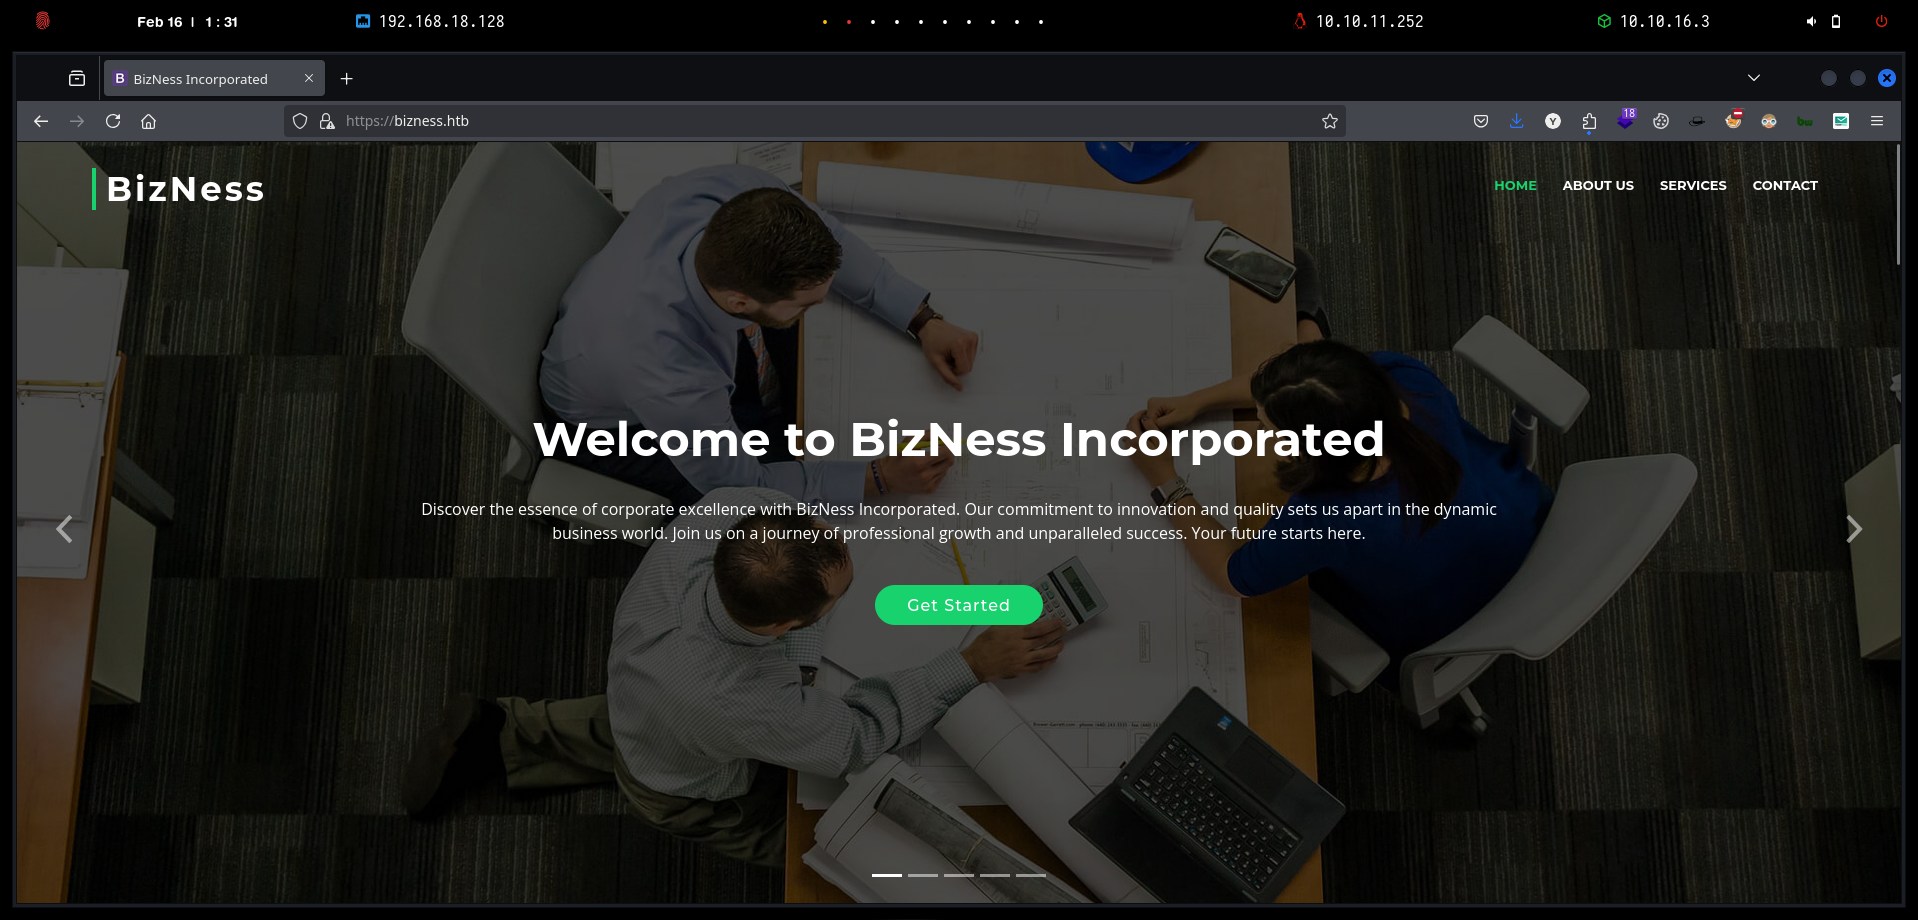 Feb 16 | 1:31
192.168.18.128
10.10.11.252
10.10.16.3
B BizNess Incorporated
https://bizness.htb
Y
18
bw
BizNess
HOME
ABOUT US
SERVICES
CONTACT
Welcome to BizNess Incorporated
Discover the essence of corporate excellence with BizNess Incorporated. Our commitment to innovation and quality sets us apart in the dynamic
business world. Join us on a journey of professional growth and unparalleled success. Your future starts here.
Get Started